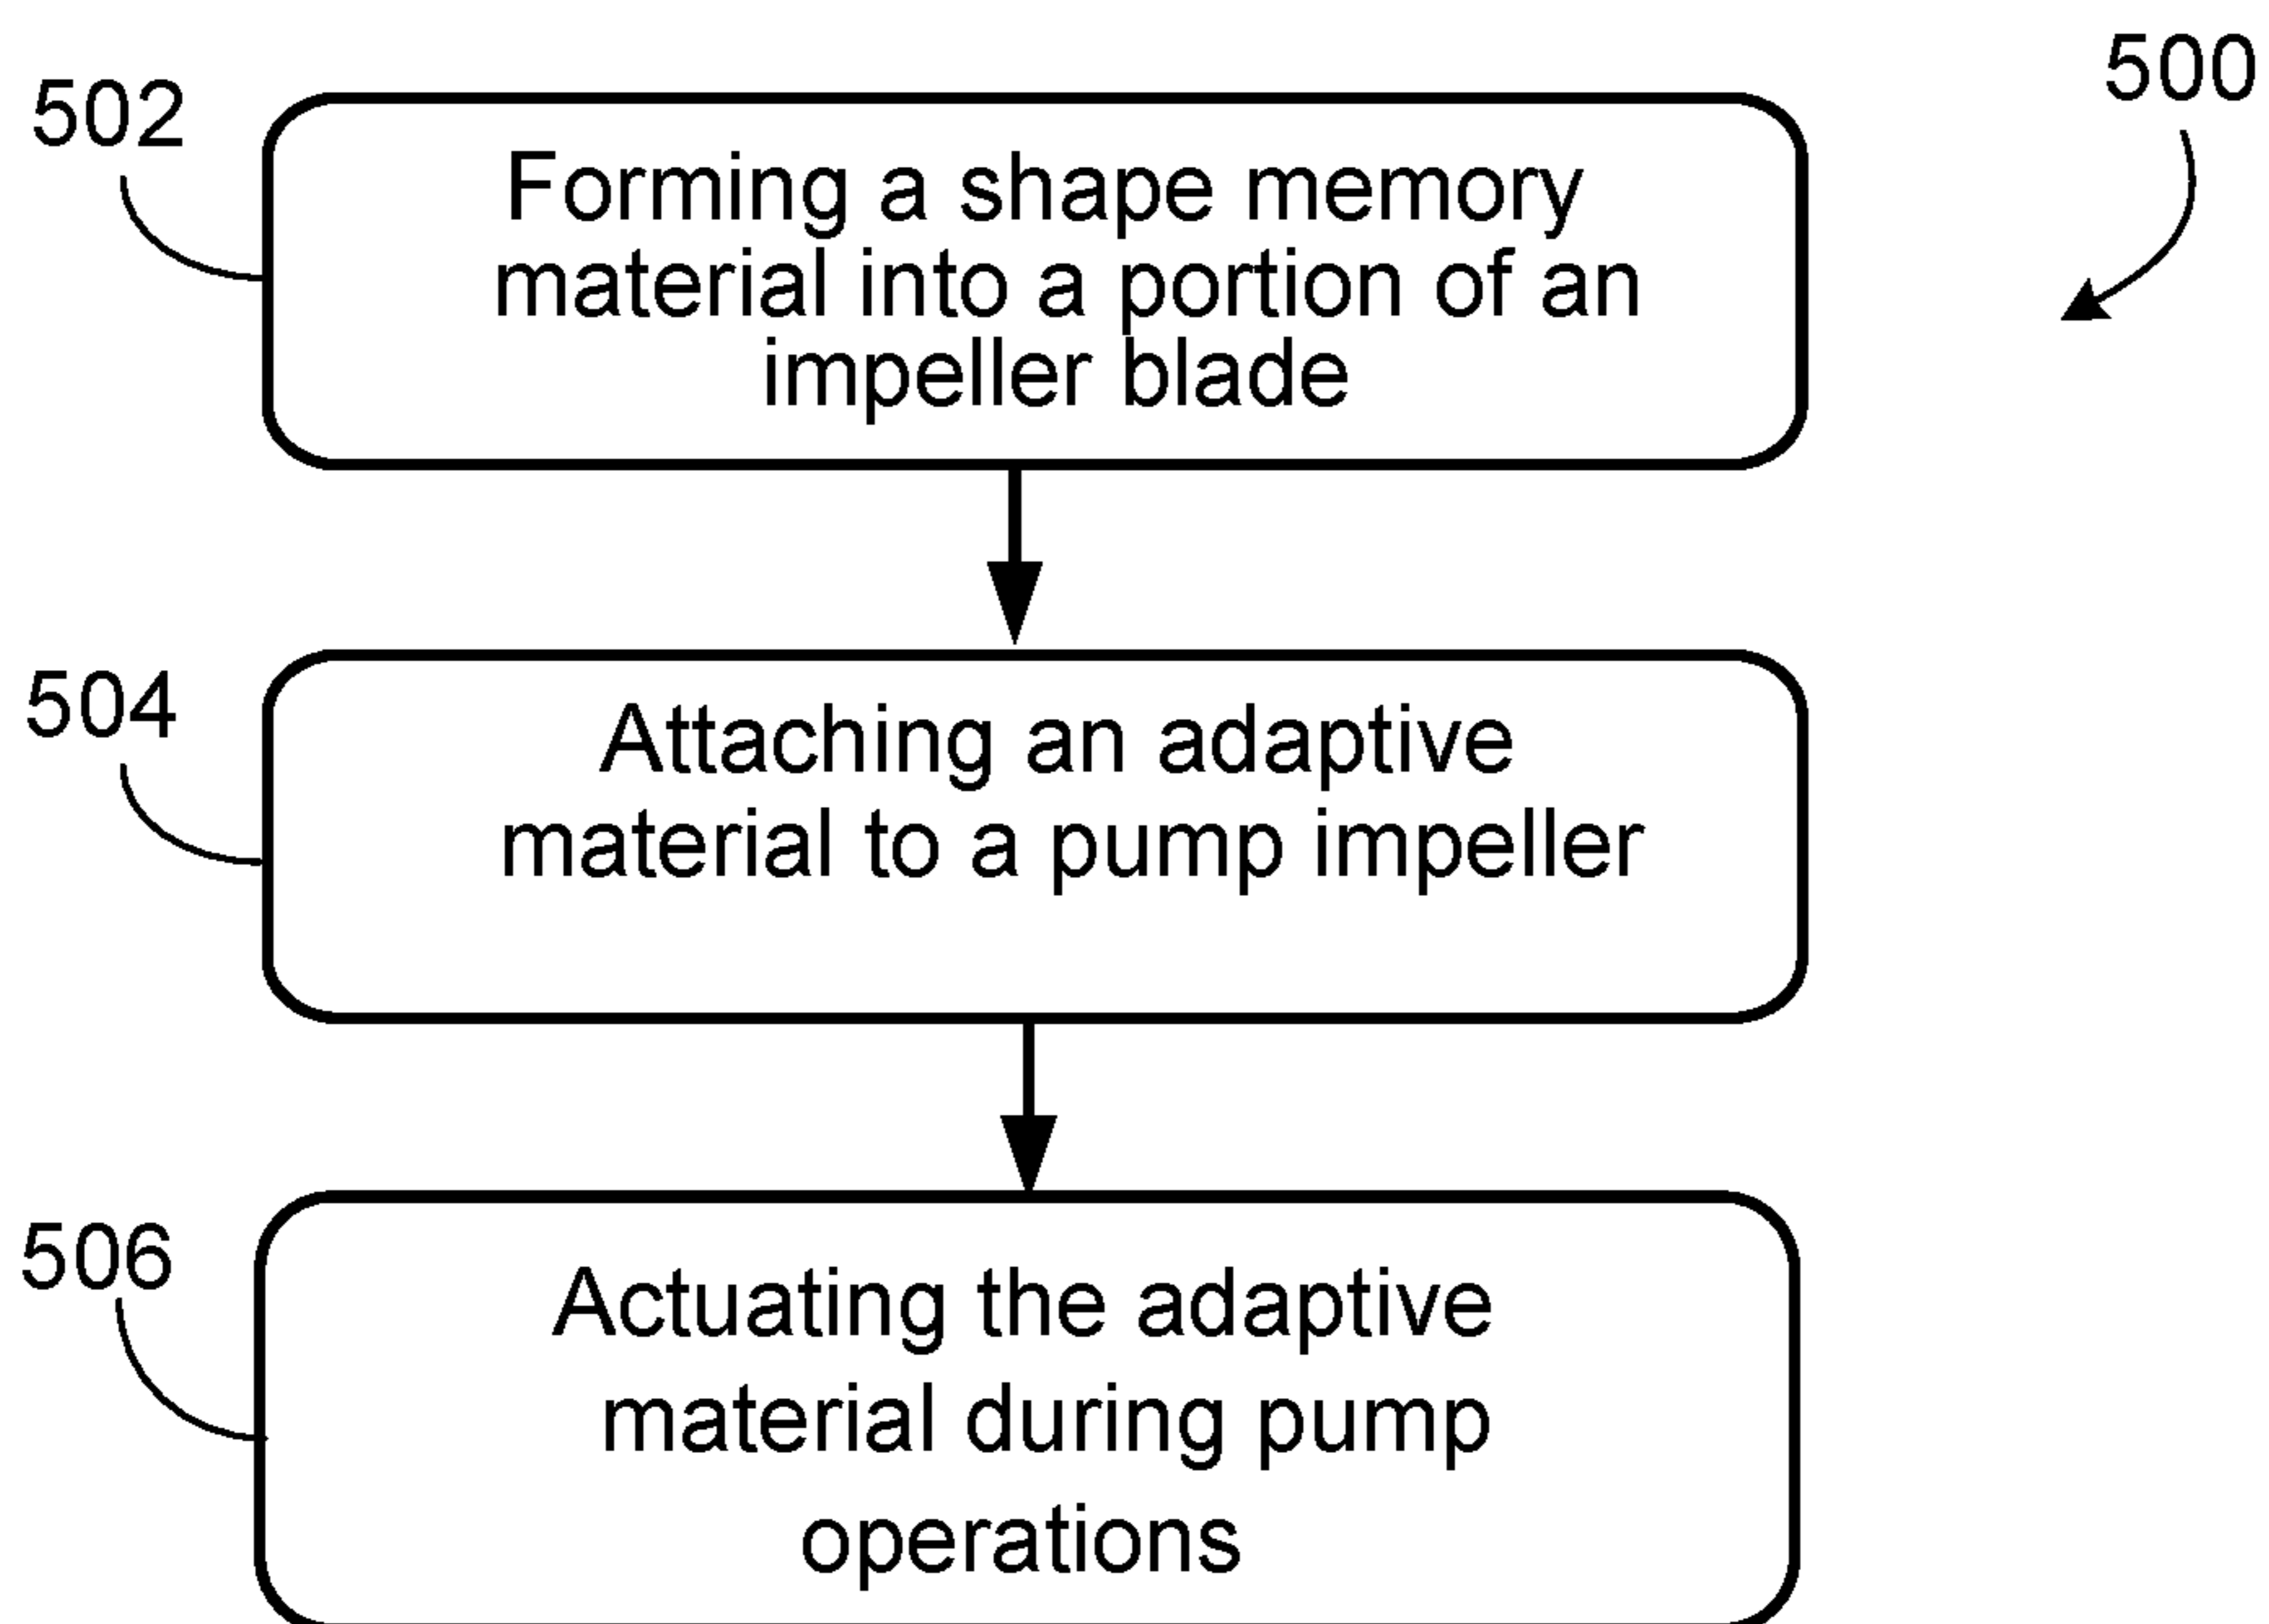 500
502
Forming a shape memory
material into a portion of an
impeller blade
504
Attaching an adaptive
material to a pump impeller
506
Actuating the adaptive
material during pump
operations